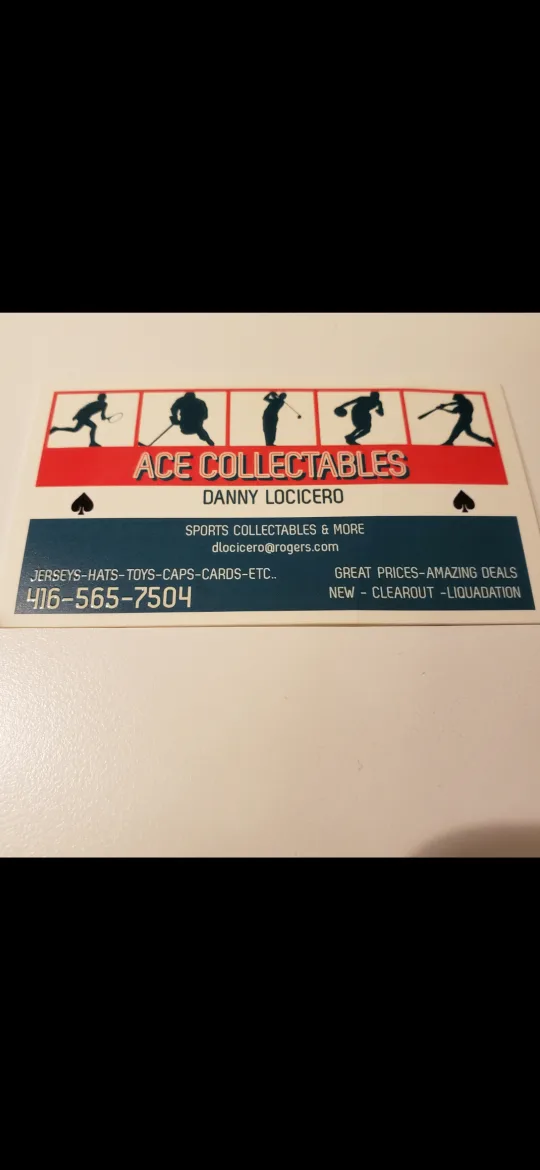 ACE COLLECTABLES
DANNY LOCICERO
SPORTS COLLECTABLES & MORE
dlocicero@rogers.com
JERSEYS-HATS-TOYS-CAPS-CARDS-ETC..
416-565-7504
GREAT PRICES-AMAZING DEALS
NEW - CLEAROUT -LIQUADATION